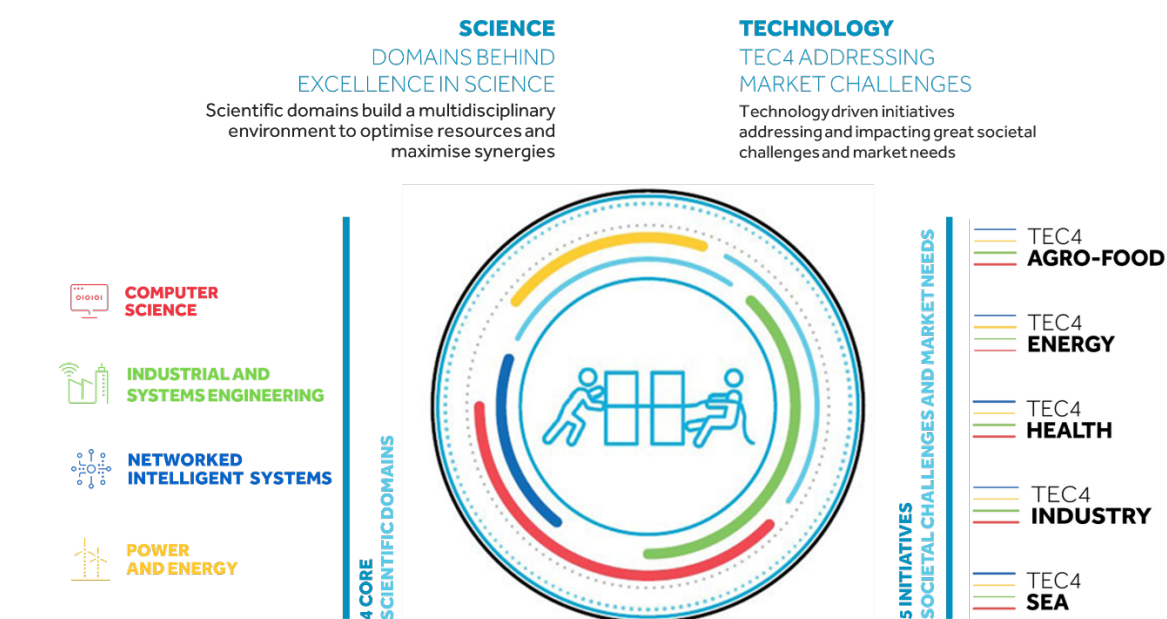 SCIENCE
DOMAINS BEHIND
EXCELLENCE IN SCIENCE
Scientific domains build a multidisciplinary
environment to optimise resources and
maximise synergies
TECHNOLOGY
TEC4 ADDRESSING
MARKET CHALLENGES
Technology driven initiatives
addressing and impacting great societal
challenges and market needs
010101
COMPUTER
SCIENCE
INDUSTRIAL AND
SYSTEMS ENGINEERING
NETWORKED
INTELLIGENT SYSTEMS
POWER
AND ENERGY
4 CORE
SCIENTIFIC DOMAINS
5 INITIATIVES
SOCIETAL CHALLENGES AND MARKET NEEDS
TEC4
AGRO-FOOD
TEC4
ENERGY
TEC4
HEALTH
TEC4
INDUSTRY
TEC4
SEA